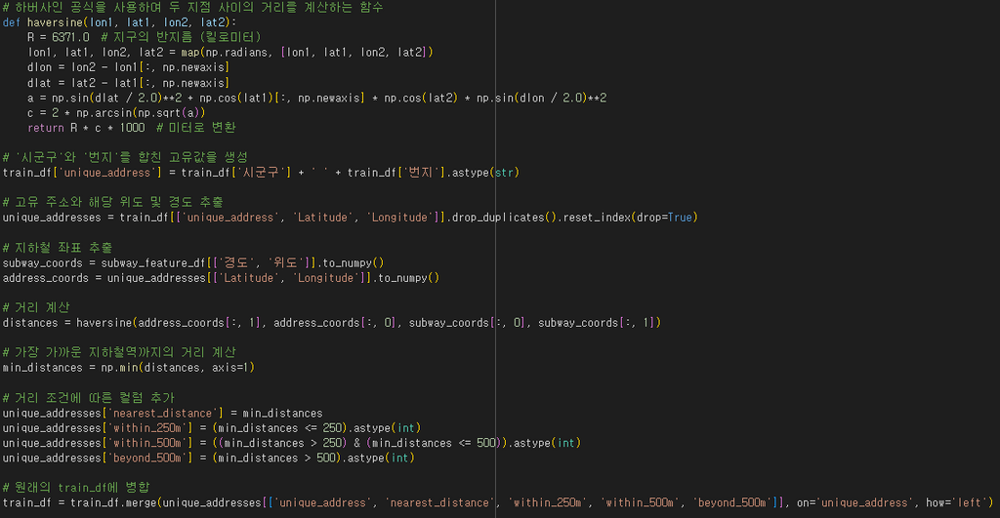 # 하버사인 공식을 사용하여 두 지점 사이의 거리를 계산하는 함수
def haversine(lon1, lat1, lon2, lat2):
    R = 6371.0  # 지구의 반지름 (킬로미터)
    lon1, lat1, lon2, lat2 = map(np.radians, [lon1, lat1, lon2, lat2])
    dlon = lon2 - lon1[:, np.newaxis]
    dlat = lat2 - lat1[:, np.newaxis]
    a = np.sin(dlat / 2.0)**2 + np.cos(lat1)[:, np.newaxis] * np.cos(lat2) * np.sin(dlon / 2.0)**2
    c = 2 * np.arcsin(np.sqrt(a))
    return R * c * 1000  # 미터로 변환
# '시군구'와 '번지'를 합친 고유값을 생성
train_df['unique_address'] = train_df['시군구'] + ' ' + train_df['번지'].astype(str)
# 고유 주소와 해당 위도 및 경도 추출
unique_addresses = train_df[['unique_address', 'Latitude', 'Longitude']].drop_duplicates().reset_index(drop=True)
# 지하철 좌표 추출
subway_coords = subway_feature_df[['경도', '위도']].to_numpy()
address_coords = unique_addresses[['Latitude', 'Longitude']].to_numpy()
# 거리 계산
distances = haversine(address_coords[:, 1], address_coords[:, 0], subway_coords[:, 0], subway_coords[:, 1])
# 가장 가까운 지하철역까지의 거리 계산
min_distances = np.min(distances, axis=1)
# 거리 조건에 따른 컬럼 추가
unique_addresses['nearest_distance'] = min_distances
unique_addresses['within_250m'] = (min_distances <= 250).astype(int)
unique_addresses['within_500m'] = ((min_distances > 250) & (min_distances <= 500)).astype(int)
unique_addresses['beyond_500m'] = (min_distances > 500).astype(int)
# 원래의 train_df에 병합
train_df = train_df.merge(unique_addresses[['unique_address', 'nearest_distance', 'within_250m', 'within_500m', 'beyond_500m']], on='unique_address', how='left')